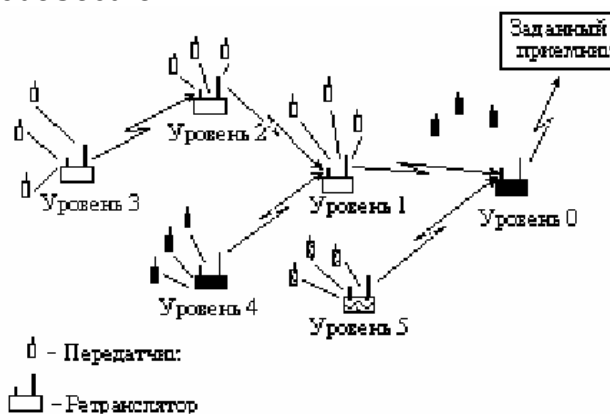 Заданный
приемник
Уровень 2
Уровень 3
Уровень 1
Уровень 0
Уровень 4
Уровень 5
- Передатчик
- Ретранслятор